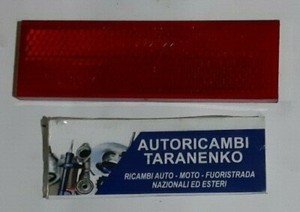 AUTORICAMBI
TARANENKO
RICAMBI AUTO - MOTO - FUORISTRADA
NAZIONALI ED ESTERI